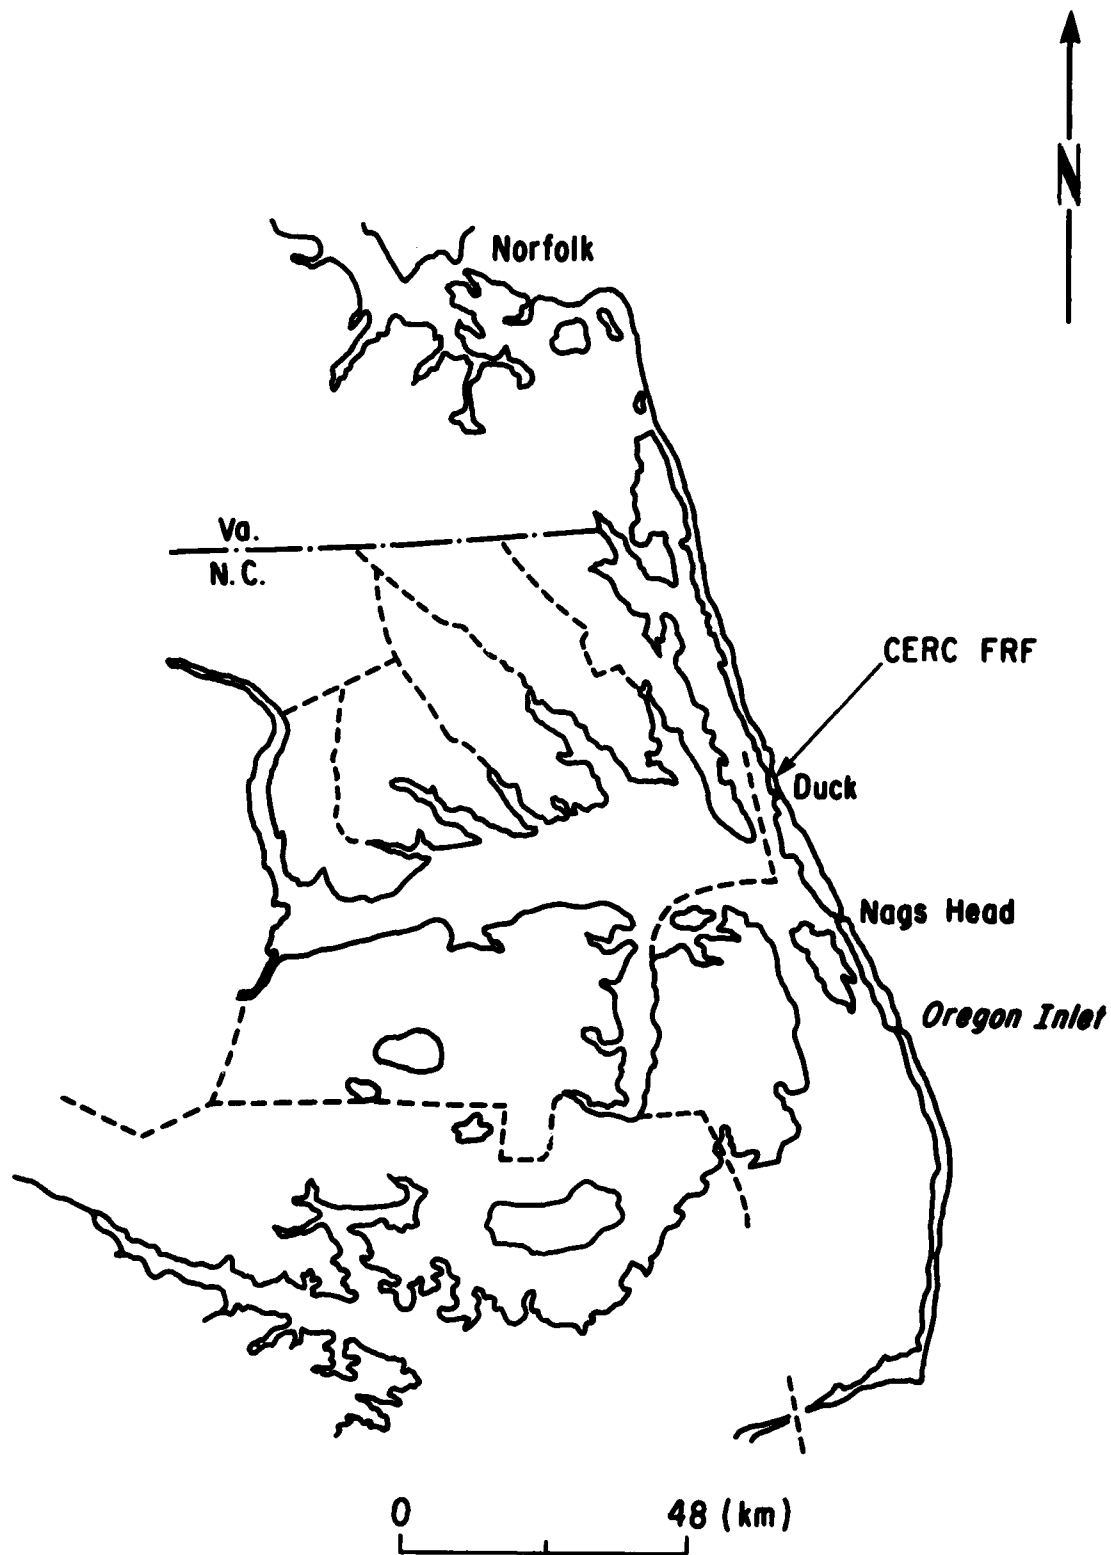 N
Norfolk
Va.
N.C.
CERC FRF
Duck
Nags Head
Oregon Inlet
0 48 (km)